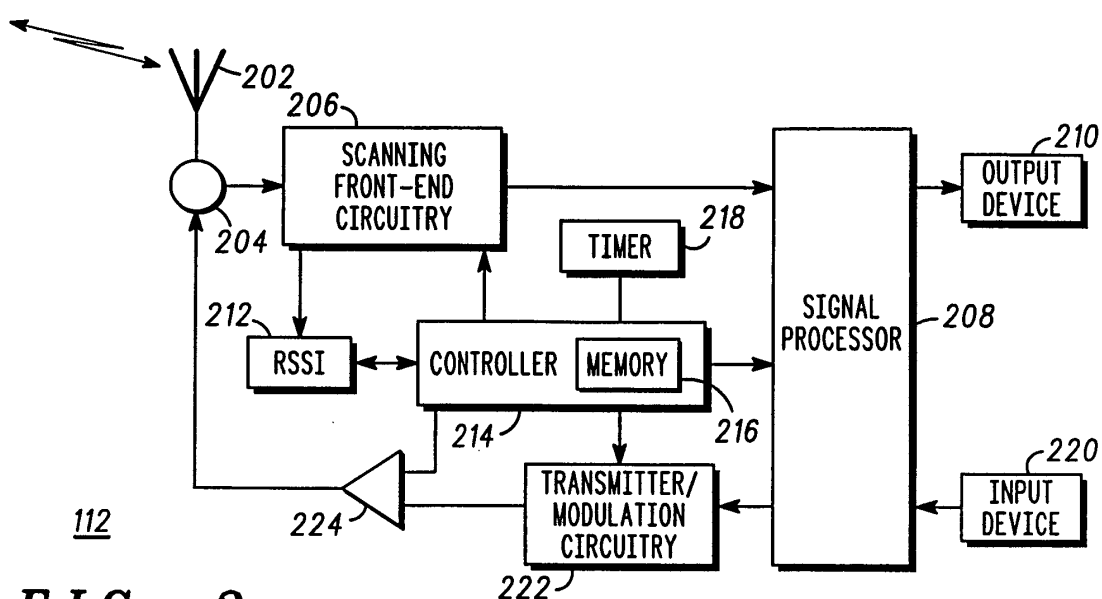 202
206
SCANNING
FRONT-END
CIRCUITRY
204
210
OUTPUT
DEVICE
218
TIMER
212
RSSI
CONTROLLER
MEMORY
214
216
SIGNAL
PROCESSOR
208
220
INPUT
DEVICE
224
TRANSMITTER/
MODULATION
CIRCUITRY
222
112